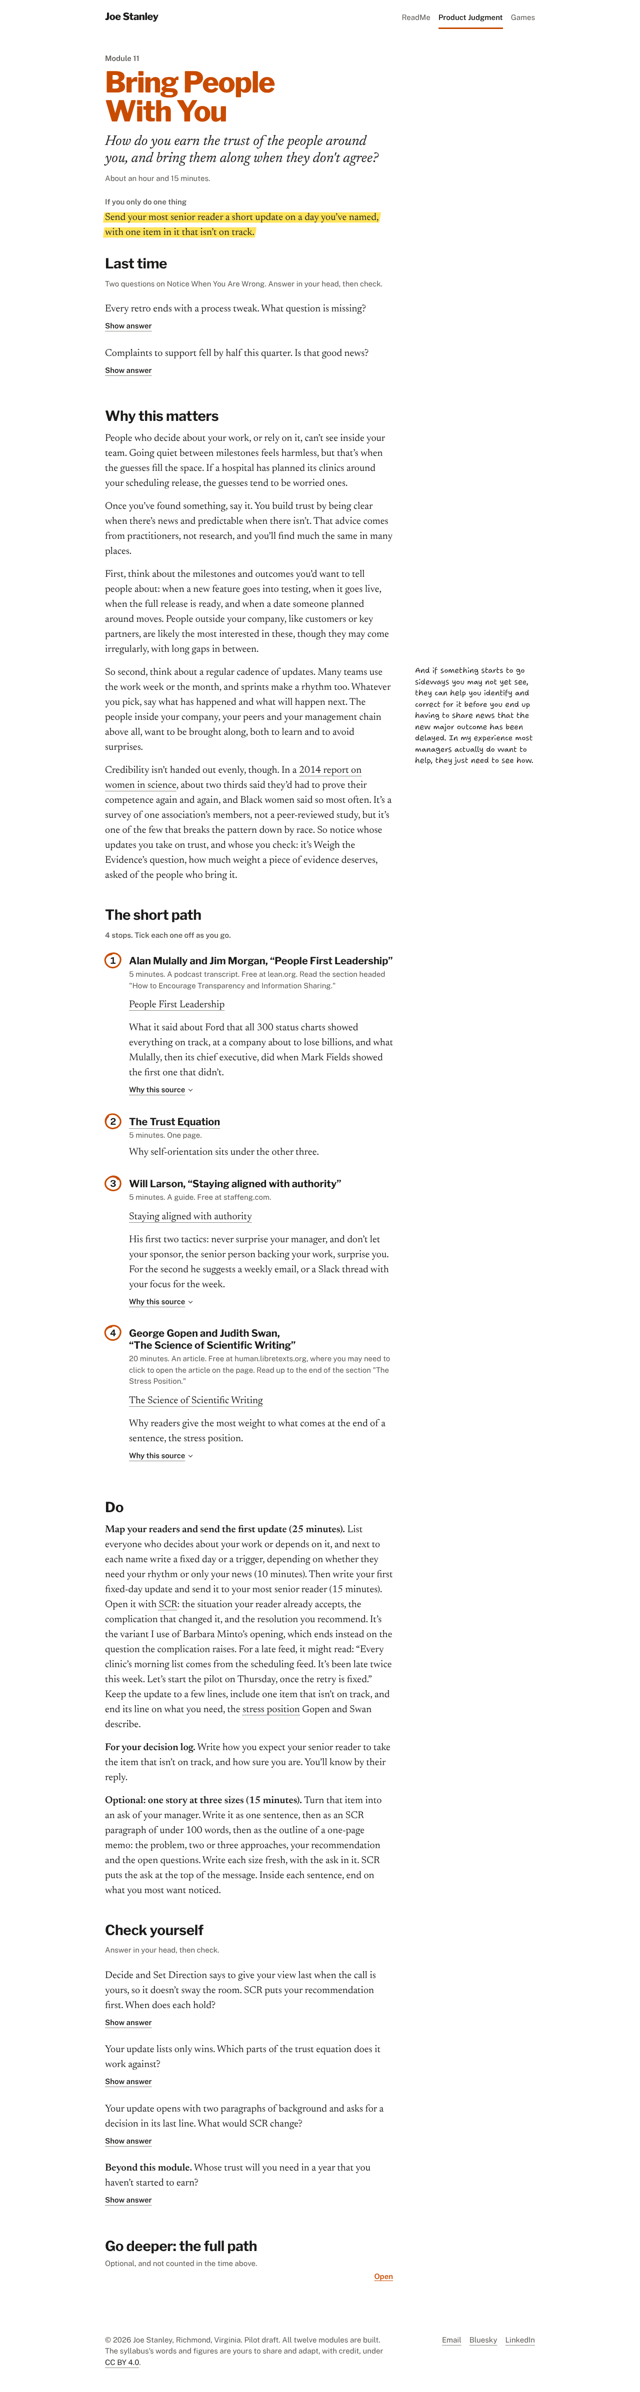 Joe Stanley
ReadMe Product Judgment Games
Module 11
Bring People
With You
How do you earn the trust of the people around
you, and bring them along when they don't agree?
About an hour and 15 minutes.
If you only do one thing
Send your most senior reader a short update on a day you've named,
with one item in it that isn't on track.
Last time
Two questions on Notice When You Are Wrong. Answer in your head, then check.
Every retro ends with a process tweak. What question is missing?
Show answer
Complaints to support fell by half this quarter. Is that good news?
Show answer
Why this matters
People who decide about your work, or rely on it, can't see inside your
team. Going quiet between milestones feels harmless, but that's when
the guesses fill the space. If a hospital has planned its clinics around
your scheduling release, the guesses tend to be worried ones.
Once you've found something, say it. You build trust by being clear
when there's news and predictable when there isn't. That advice comes
from practitioners, not research, and you'll find much the same in many
places.
First, think about the milestones and outcomes you'd want to tell
people about: when a new feature goes into testing, when it goes live,
when the full release is ready, and when a date someone planned
around moves. People outside your company, like customers or key
partners, are likely the most interested in these, though they may come
irregularly, with long gaps in between.
So second, think about a regular cadence of updates. Many teams use
the work week or the month, and sprints make a rhythm too. Whatever
you pick, say what has happened and what will happen next. The
people inside your company, your peers and your management chain
above all, want to be brought along, both to learn and to avoid
surprises.
And if something starts to go
sideways you may not yet see,
they can help you identify and
correct for it before you end up
having to share news that the
new major outcome has been
delayed. In my experience most
managers actually do want to
help, they just need to see how.
Credibility isn't handed out evenly, though. In a 2014 report on
women in science, about two thirds said they'd had to prove their
competence again and again, and Black women said so most often. It's a
survey of one association's members, not a peer-reviewed study, but it's
one of the few that breaks the pattern down by race. So notice whose
updates you take on trust, and whose you check: it's Weigh the
Evidence's question, how much weight a piece of evidence deserves,
asked of the people who bring it.
The short path
4 stops. Tick each one off as you go.
1 Alan Mulally and Jim Morgan, “People First Leadership”
5 minutes. A podcast transcript. Free at lean.org. Read the section headed
"How to Encourage Transparency and Information Sharing."
People First Leadership
What it said about Ford that all 300 status charts showed
everything on track, at a company about to lose billions, and what
Mulally, then its chief executive, did when Mark Fields showed
the first one that didn't.
Why this source
2 The Trust Equation
5 minutes. One page.
Why self-orientation sits under the other three.
3 Will Larson, “Staying aligned with authority”
5 minutes. A guide. Free at staffeng.com.
Staying aligned with authority
His first two tactics: never surprise your manager, and don't let
your sponsor, the senior person backing your work, surprise you.
For the second he suggests a weekly email, or a Slack thread with
your focus for the week.
Why this source
4 George Gopen and Judith Swan,
“The Science of Scientific Writing”
20 minutes. An article. Free at human.libretexts.org, where you may need to
click to open the article on the page. Read up to the end of the section "The
Stress Position."
The Science of Scientific Writing
Why readers give the most weight to what comes at the end of a
sentence, the stress position.
Why this source
Do
Map your readers and send the first update (25 minutes). List
everyone who decides about your work or depends on it, and next to
each name write a fixed day or a trigger, depending on whether they
need your rhythm or only your news (10 minutes). Then write your first
fixed-day update and send it to your most senior reader (15 minutes).
Open it with SCR: the situation your reader already accepts, the
complication that changed it, and the resolution you recommend. It's
the variant I use of Barbara Minto's opening, which ends instead on the
question the complication raises. For a late feed, it might read: “Every
clinic's morning list comes from the scheduling feed. It's been late twice
this week. Let's start the pilot on Thursday, once the retry is fixed.”
Keep the update to a few lines, include one item that isn't on track, and
end its line on what you need, the stress position Gopen and Swan
describe.
For your decision log. Write how you expect your senior reader to take
the item that isn't on track, and how sure you are. You'll know by their
reply.
Optional: one story at three sizes (15 minutes). Turn that item into
an ask of your manager. Write it as one sentence, then as an SCR
paragraph of under 100 words, then as the outline of a one-page
memo: the problem, two or three approaches, your recommendation
and the open questions. Write each size fresh, with the ask in it. SCR
puts the ask at the top of the message. Inside each sentence, end on
what you most want noticed.
Check yourself
Answer in your head, then check.
Decide and Set Direction says to give your view last when the call is
yours, so it doesn't sway the room. SCR puts your recommendation
first. When does each hold?
Show answer
Your update lists only wins. Which parts of the trust equation does it
work against?
Show answer
Your update opens with two paragraphs of background and asks for a
decision in its last line. What would SCR change?
Show answer
Beyond this module. Whose trust will you need in a year that you
haven't started to earn?
Show answer
Go deeper: the full path
Optional, and not counted in the time above.
Open
© 2026 Joe Stanley, Richmond, Virginia. Pilot draft. All twelve modules are built.
The syllabus's words and figures are yours to share and adapt, with credit, under
CC BY 4.0.
Email Bluesky LinkedIn